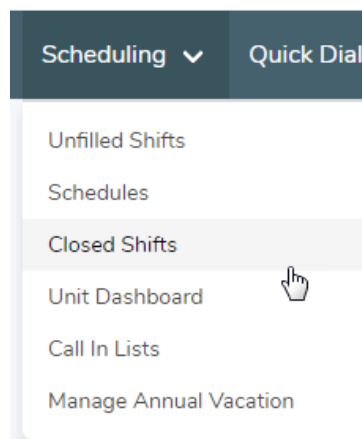 Scheduling Quick Dial
Unfilled Shifts
Schedules
Closed Shifts
Unit Dashboard
Call In Lists
Manage Annual Vacation